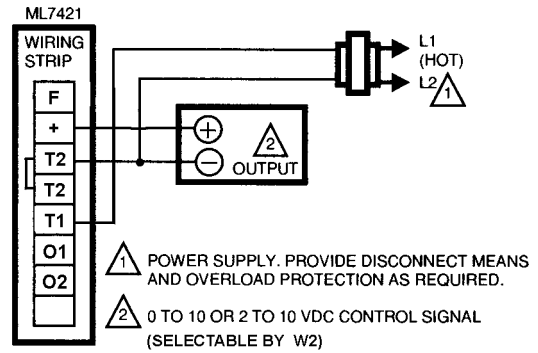 ML7421
WIRING
STRIP
L1
(HOT)
L2
1
F
+
T2
T2
T1
O1
O2
+
−
2
OUTPUT
1
POWER SUPPLY. PROVIDE DISCONNECT MEANS
AND OVERLOAD PROTECTION AS REQUIRED.
2
0 TO 10 OR 2 TO 10 VDC CONTROL SIGNAL
(SELECTABLE BY W2)